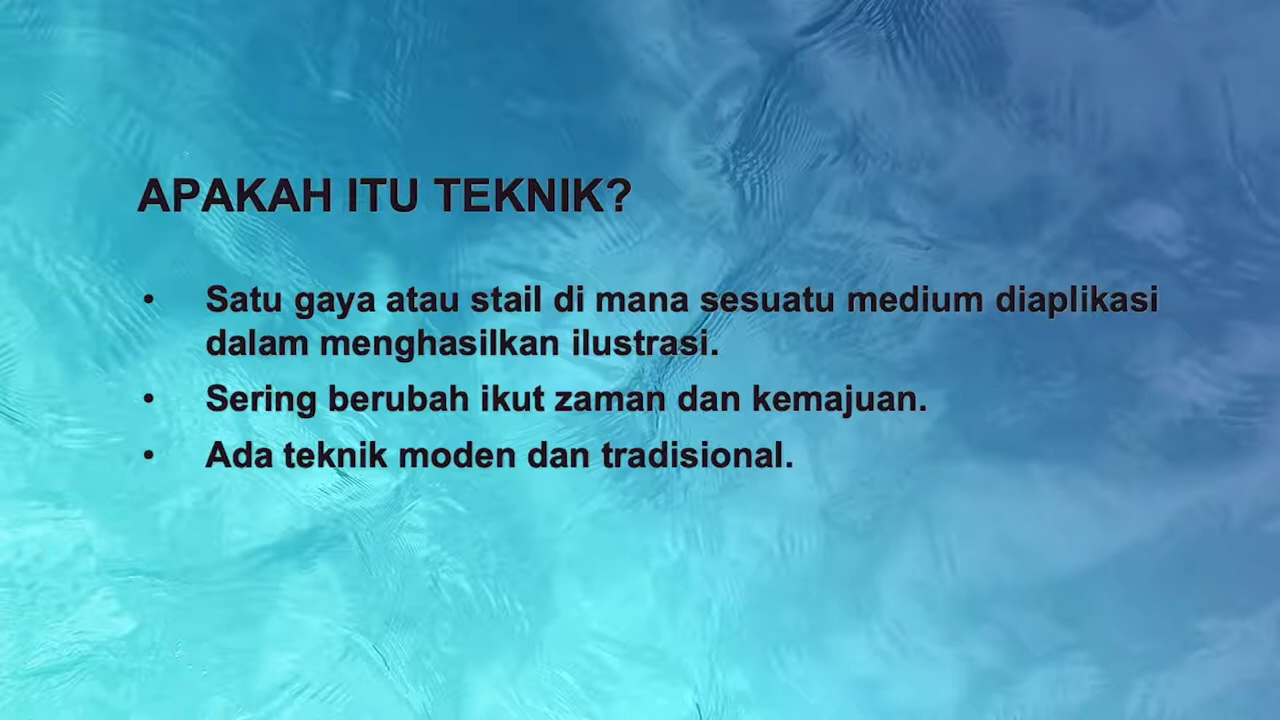 APAKAH ITU TEKNIK?
• Satu gaya atau stail di mana sesuatu medium diaplikasi
dalam menghasilkan ilustrasi.
• Sering berubah ikut zaman dan kemajuan.
• Ada teknik moden dan tradisional.